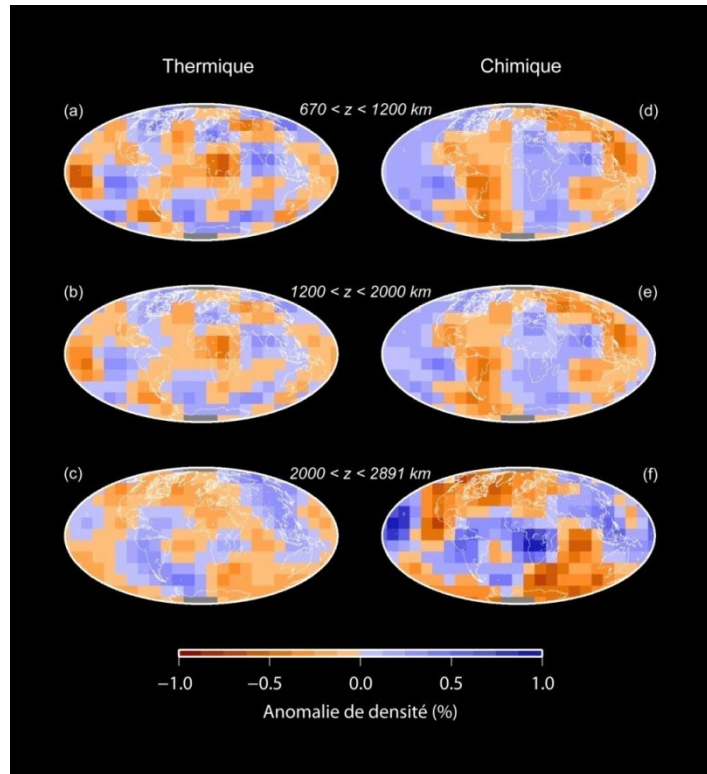 Thermique Chimique
(a) 670 < z < 1200 km (d)
(b) 1200 < z < 2000 km (e)
(c) 2000 < z < 2891 km (f)
−1.0 −0.5 0.0 0.5 1.0
Anomalie de densité (%)